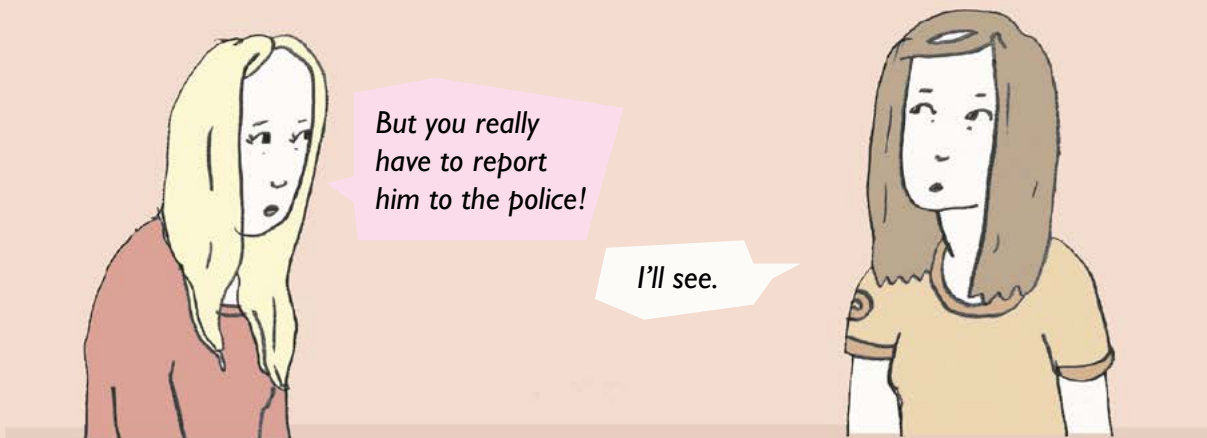 But you really
have to report
him to the police!
I'll see.